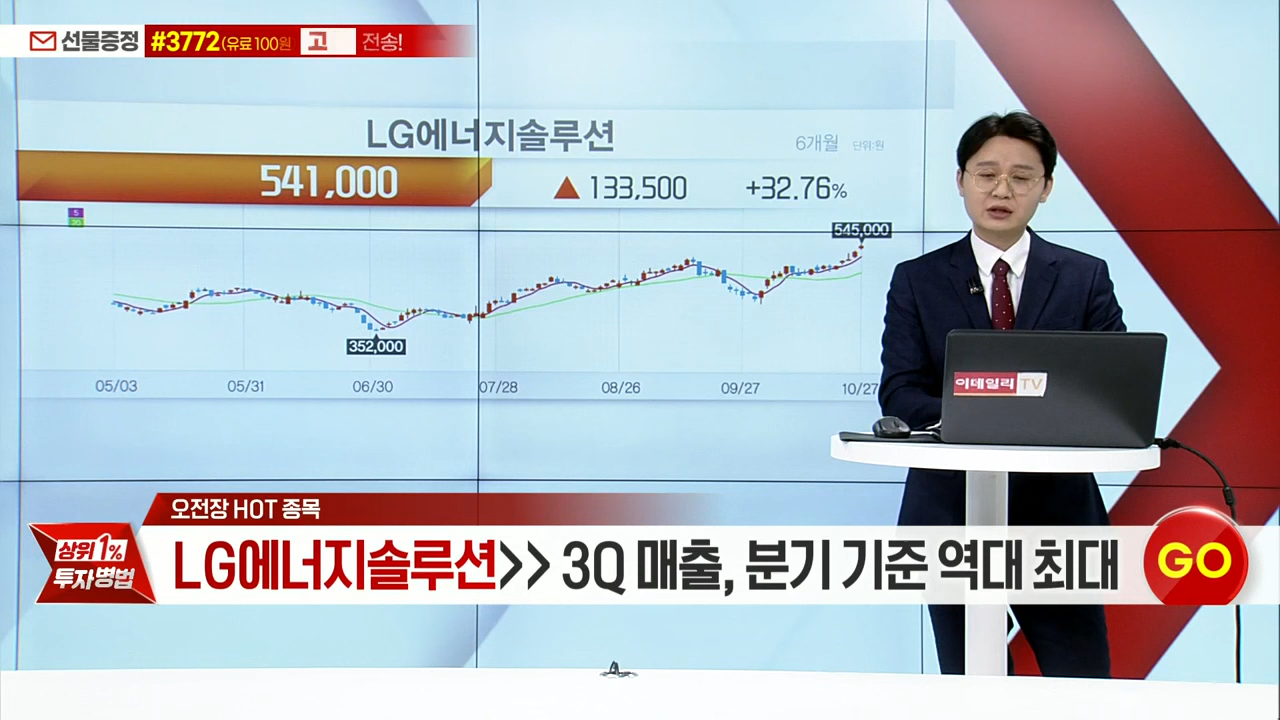 선물증정 #3772(유료 100원) 고 전송!
LG에너지솔루션
6개월 단위:원
541,000 ▲ 133,500 +32.76%
5
20
545,000
352,000
05/03 05/31 06/30 07/28 08/26 09/27 10/27
이데일리 TV
오전장 HOT 종목
상위 1%
투자병법
LG에너지솔루션>> 3Q 매출, 분기 기준 역대 최대
GO